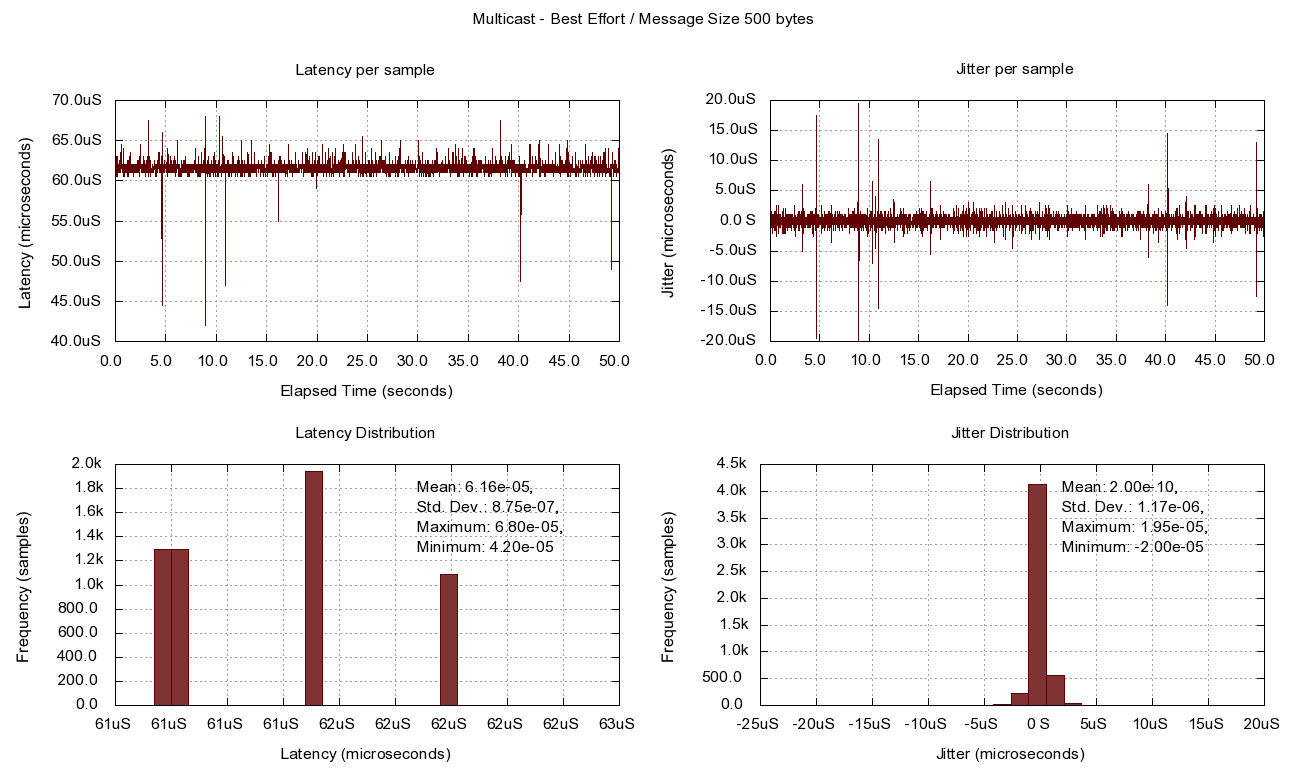 Multicast - Best Effort / Message Size 500 bytes
Latency per sample
70.0uS
65.0uS
60.0uS
55.0uS
50.0uS
45.0uS
40.0uS
Latency (microseconds)
0.0 5.0 10.0 15.0 20.0 25.0 30.0 35.0 40.0 45.0 50.0
Elapsed Time (seconds)
Jitter per sample
20.0uS
15.0uS
10.0uS
5.0uS
0.0 S
-5.0uS
-10.0uS
-15.0uS
-20.0uS
Jitter (microseconds)
0.0 5.0 10.0 15.0 20.0 25.0 30.0 35.0 40.0 45.0 50.0
Elapsed Time (seconds)
Latency Distribution
2.0k
1.8k
1.6k
1.4k
1.2k
1.0k
800.0
600.0
400.0
200.0
0.0
Frequency (samples)
Mean: 6.16e-05,
Std. Dev.: 8.75e-07,
Maximum: 6.80e-05,
Minimum: 4.20e-05
61uS 61uS 61uS 61uS 62uS 62uS 62uS 62uS 63uS 63uS
Latency (microseconds)
Jitter Distribution
4.5k
4.0k
3.5k
3.0k
2.5k
2.0k
1.5k
1.0k
500.0
0.0
Frequency (samples)
Mean: 2.00e-10,
Std. Dev.: 1.17e-06,
Maximum: 1.95e-05,
Minimum: -2.00e-05
-25uS -20uS -15uS -10uS -5uS 0 S 5uS 10uS 15uS 20uS
Jitter (microseconds)